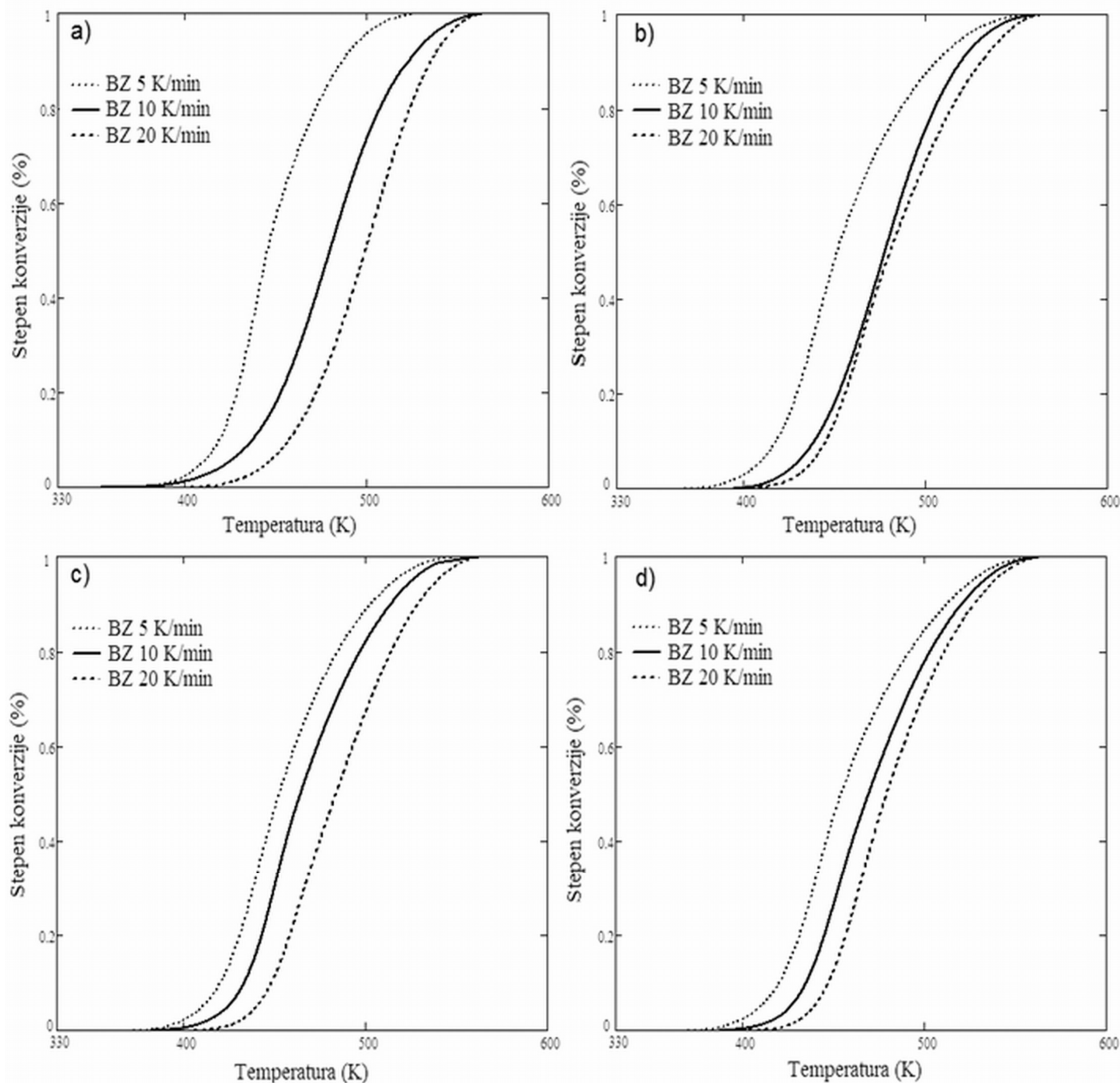 a)
BZ 5 K/min
BZ 10 K/min
BZ 20 K/min
Stepen konverzije (%)
1
0.8
0.6
0.4
0.2
0
330 400 500 600
Temperatura (K)
b)
BZ 5 K/min
BZ 10 K/min
BZ 20 K/min
Stepen konverzije (%)
1
0.8
0.6
0.4
0.2
0
330 400 500 600
Temperatura (K)
c)
BZ 5 K/min
BZ 10 K/min
BZ 20 K/min
Stepen konverzije (%)
1
0.8
0.6
0.4
0.2
0
330 400 500 600
Temperatura (K)
d)
BZ 5 K/min
BZ 10 K/min
BZ 20 K/min
Stepen konverzije (%)
1
0.8
0.6
0.4
0.2
0
330 400 500 600
Temperatura (K)